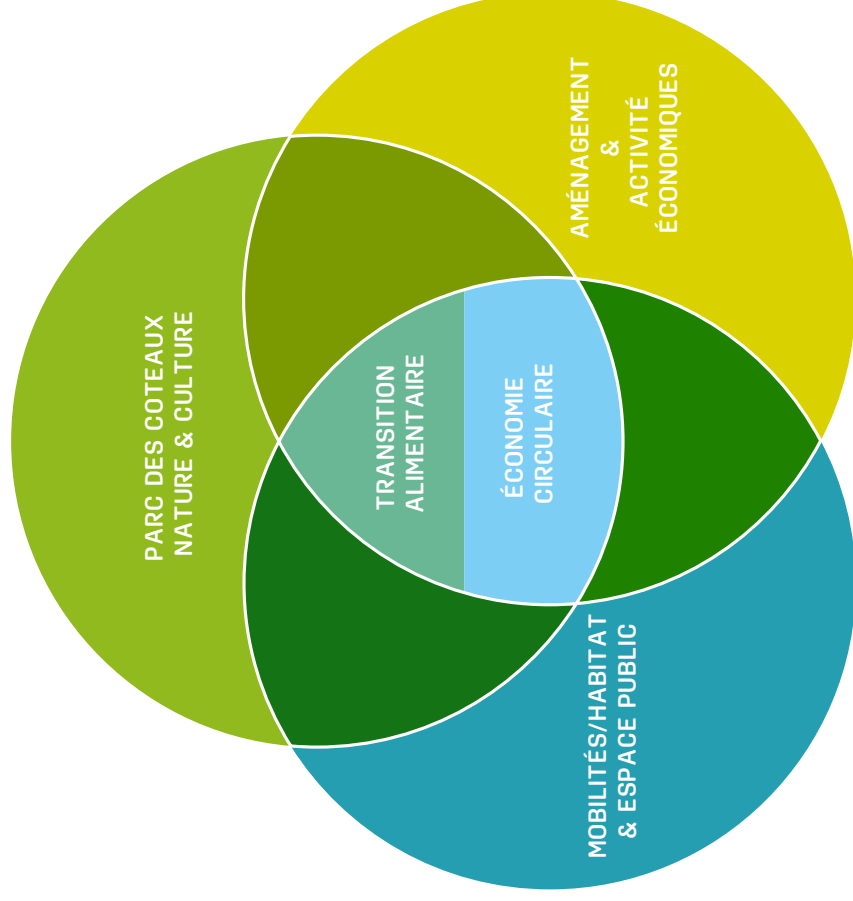 PARC DES COTEAUX
NATURE & CULTURE
TRANSITION
ALIMENTAIRE
ÉCONOMIE
CIRCULAIRE
AMÉNAGEMENT
&
ACTIVITÉ
ÉCONOMIQUES
MOBILITÉS/HABITAT
& ESPACE PUBLIC